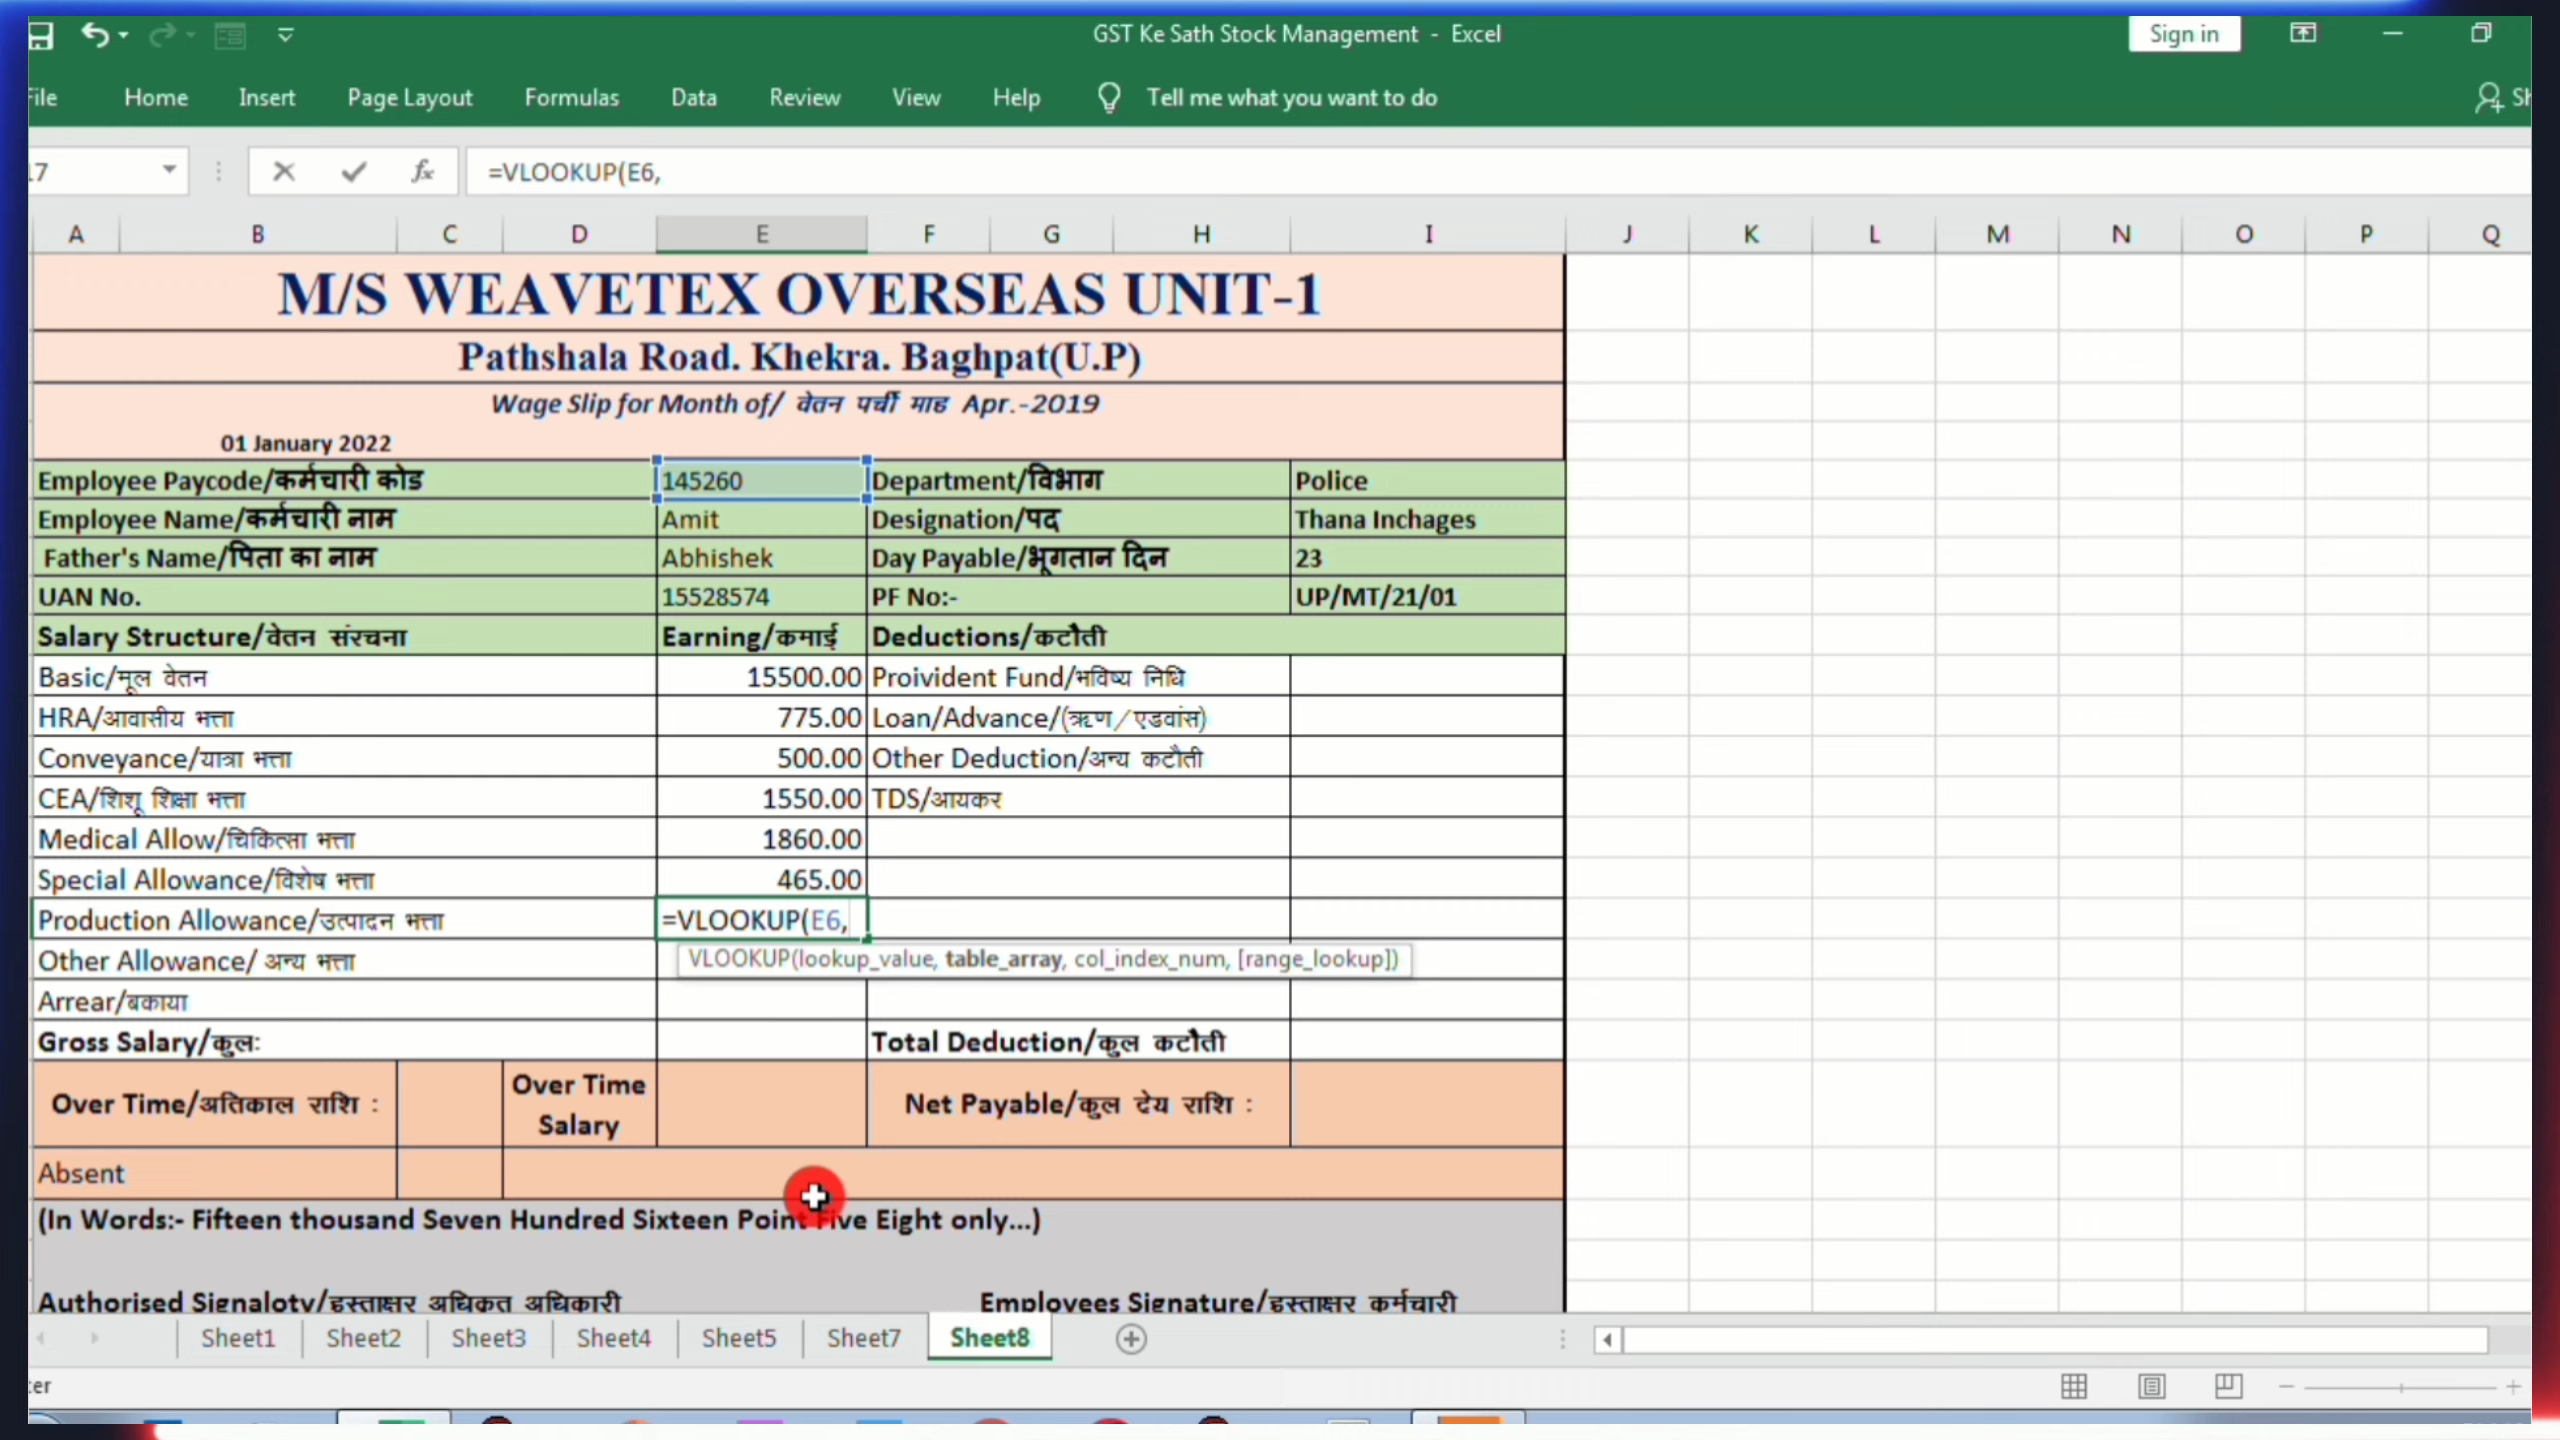 GST Ke Sath Stock Management - Excel
Sign in
File Home Insert Page Layout Formulas Data Review View Help Tell me what you want to do
17 fx =VLOOKUP(E6,
A B C D E F G H I J K L M N O P Q
M/S WEAVETEX OVERSEAS UNIT-1
Pathshala Road. Khekra. Baghpat(U.P)
Wage Slip for Month of/ वेतन पर्ची माह Apr.-2019
01 January 2022
Employee Paycode/कर्मचारी कोड 145260 Department/विभाग Police
Employee Name/कर्मचारी नाम Amit Designation/पद Thana Inchages
Father's Name/पिता का नाम Abhishek Day Payable/भूगतान दिन 23
UAN No. 15528574 PF No:- UP/MT/21/01
Salary Structure/वेतन संरचना Earning/कमाई Deductions/कटौती
Basic/मूल वेतन 15500.00 Proivident Fund/भविष्य निधि
HRA/आवासीय भत्ता 775.00 Loan/Advance/(ऋण/एडवांस)
Conveyance/यात्रा भत्ता 500.00 Other Deduction/अन्य कटौती
CEA/शिशू शिक्षा भत्ता 1550.00 TDS/आयकर
Medical Allow/चिकित्सा भत्ता 1860.00
Special Allowance/विशेष भत्ता 465.00
Production Allowance/उत्पादन भत्ता =VLOOKUP(E6,
VLOOKUP(lookup_value, table_array, col_index_num, [range_lookup])
Other Allowance/ अन्य भत्ता
Arrear/बकाया
Gross Salary/कुल: Total Deduction/कुल कटौती
Over Time/अतिकाल राशि : Over Time Salary Net Payable/कुल देय राशि :
Absent
(In Words:- Fifteen thousand Seven Hundred Sixteen Point Five Eight only...)
Authorised Signaloty/हस्ताक्षर अधिकृत अधिकारी Employees Signature/हस्ताक्षर कर्मचारी
Sheet1 Sheet2 Sheet3 Sheet4 Sheet5 Sheet7 Sheet8